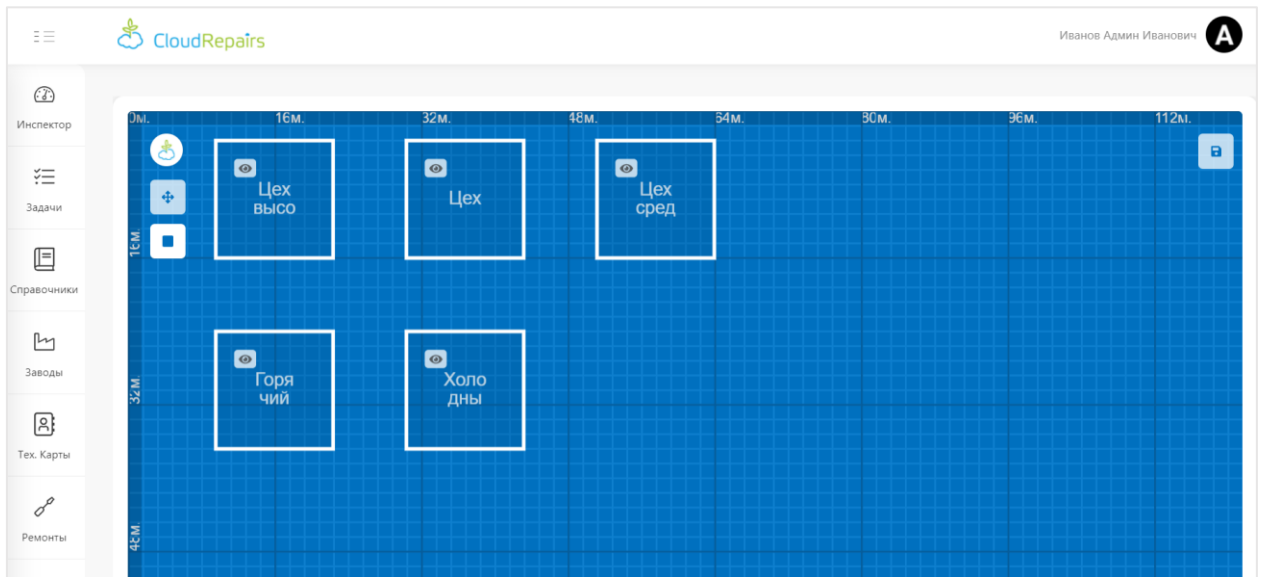 CloudRepairs
Иванов Админ Иванович
A
Инспектор
Задачи
Справочники
Заводы
Тех. Карты
Ремонты
0м. 16м. 32м. 48м. 64м. 80м. 96м. 112м.
16м.
32м.
48м.
Цех
высо
Цех
Цех
сред
Горя
чий
Холо
дны